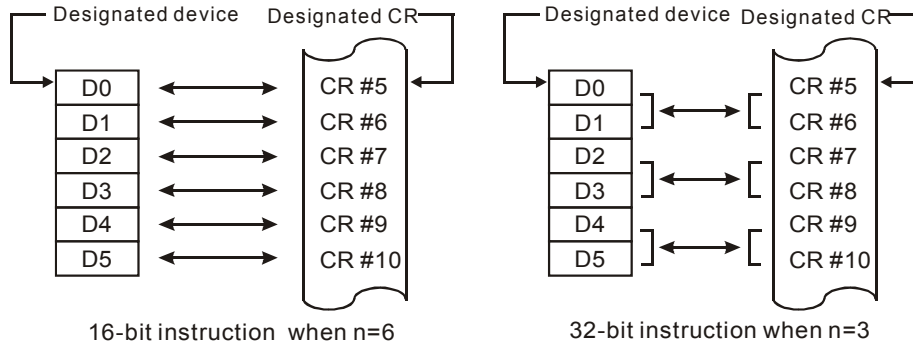 Designated device Designated CR
D0 CR #5
D1 CR #6
D2 CR #7
D3 CR #8
D4 CR #9
D5 CR #10
16-bit instruction when n=6
Designated device Designated CR
D0 CR #5
D1 CR #6
D2 CR #7
D3 CR #8
D4 CR #9
D5 CR #10
32-bit instruction when n=3